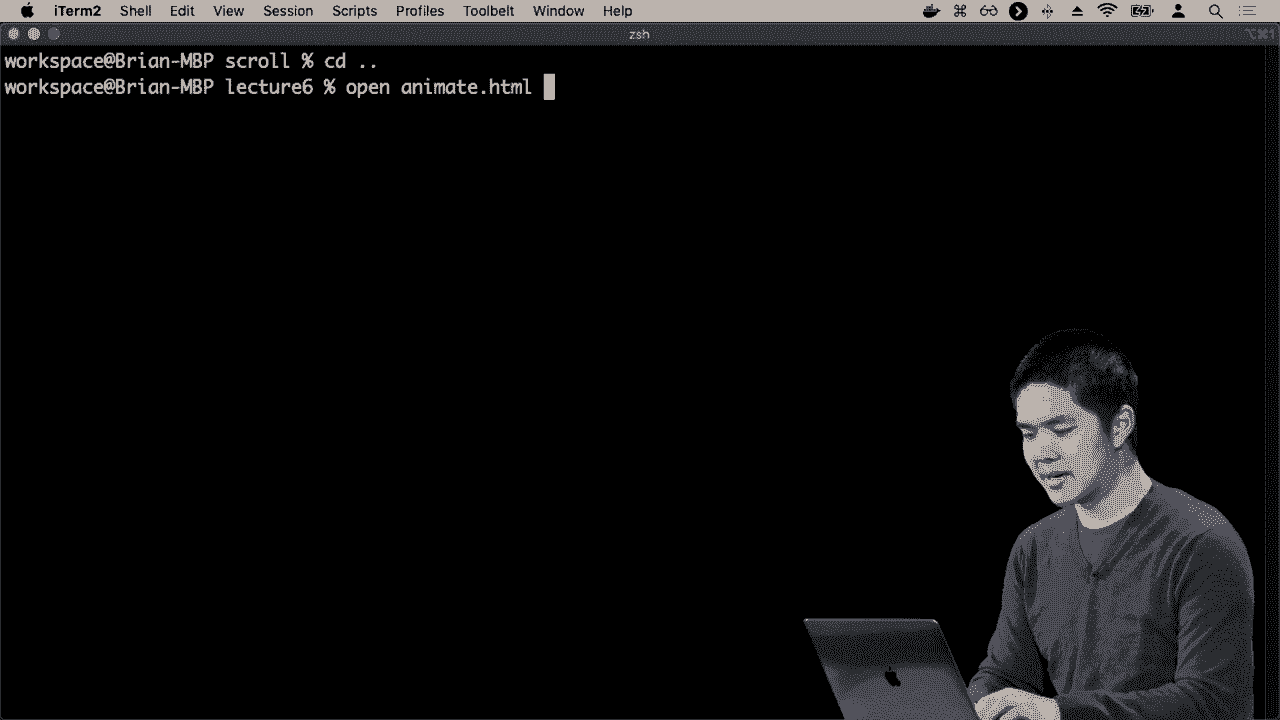 iTerm2 Shell Edit View Session Scripts Profiles Toolbelt Window Help
zsh
workspace@Brian-MBP scroll % cd ..
workspace@Brian-MBP lecture6 % open animate.html